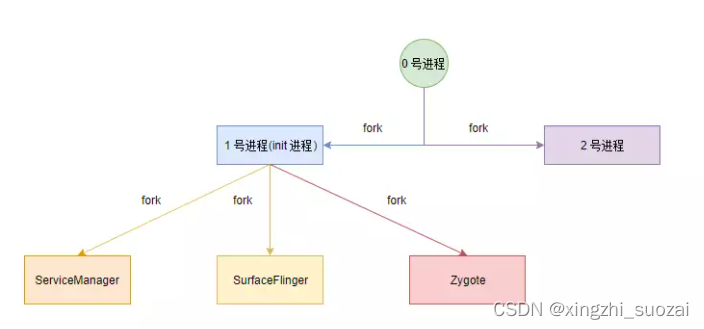 0 号进程
fork
fork
1 号进程(init 进程)
2 号进程
fork
fork
fork
ServiceManager
SurfaceFlinger
Zygote
CSDN @xingzhi_suozai